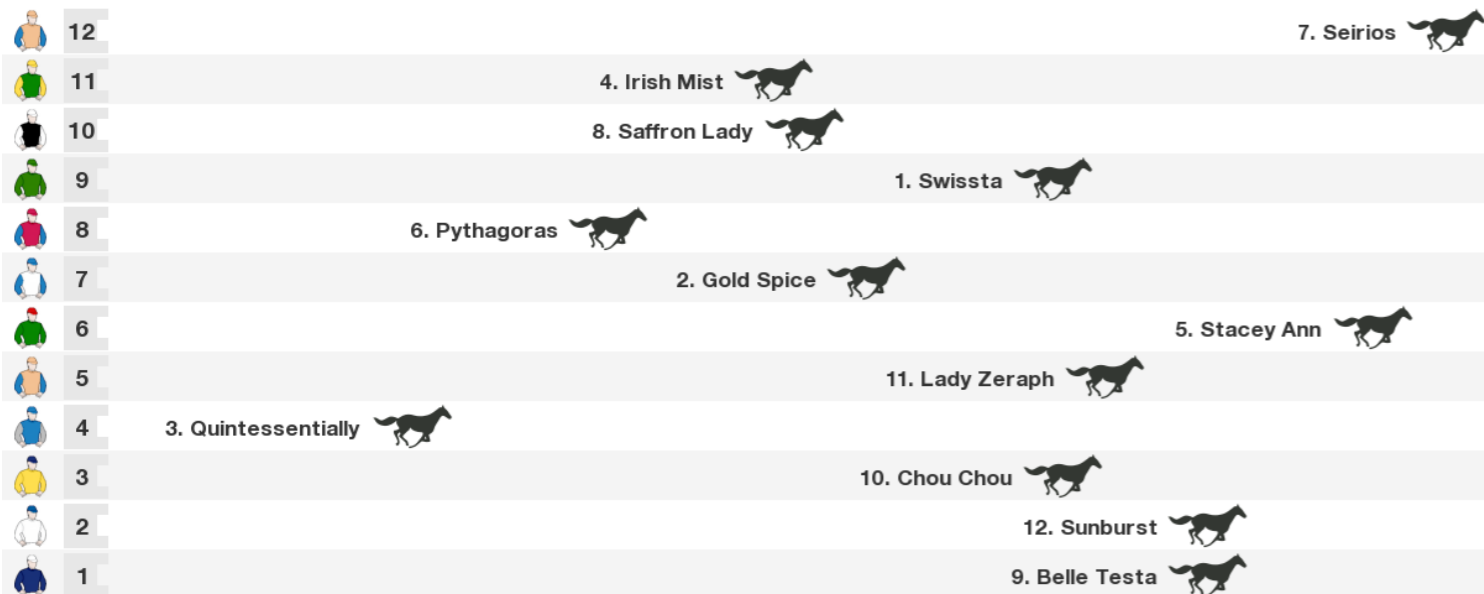 12 7. Seirios
11 4. Irish Mist
10 8. Saffron Lady
9 1. Swissta
8 6. Pythagoras
7 2. Gold Spice
6 5. Stacey Ann
5 11. Lady Zeraph
4 3. Quintessentially
3 10. Chou Chou
2 12. Sunburst
1 9. Belle Testa